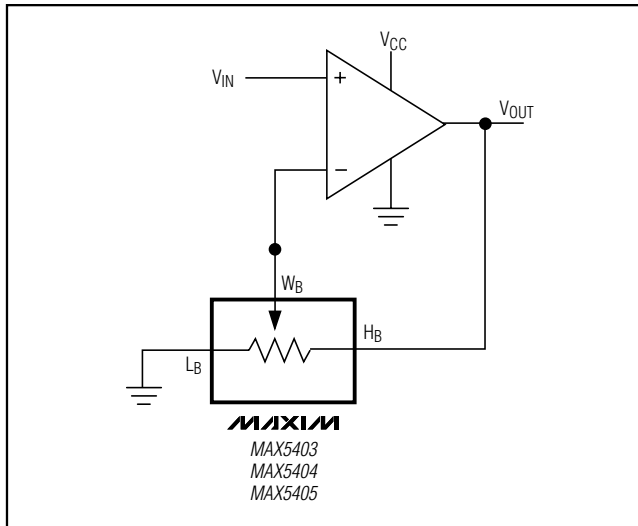 V_CC
V_IN
+
V_OUT
−
W_B
H_B
L_B
MAXIM
MAX5403
MAX5404
MAX5405